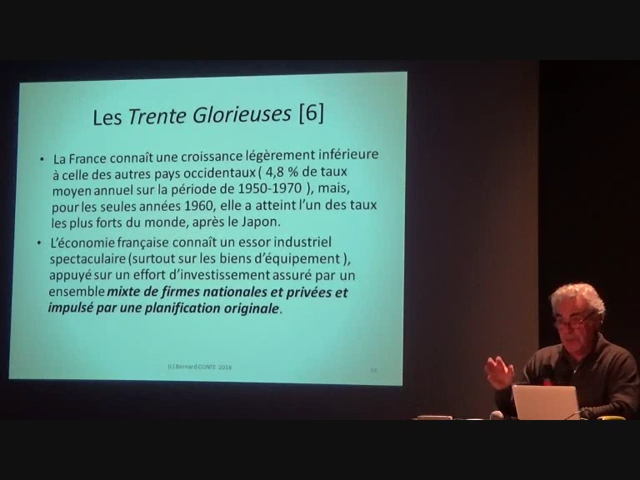 Les Trente Glorieuses [6]
• La France connaît une croissance légèrement inférieure
à celle des autres pays occidentaux ( 4,8 % de taux
moyen annuel sur la période de 1950-1970 ), mais,
pour les seules années 1960, elle a atteint l'un des taux
les plus forts du monde, après le Japon.
• L'économie française connaît un essor industriel
spectaculaire (surtout sur les biens d'équipement ),
appuyé sur un effort d'investissement assuré par un
ensemble mixte de firmes nationales et privées et
impulsé par une planification originale.
(c) Bernard CONTE 2016